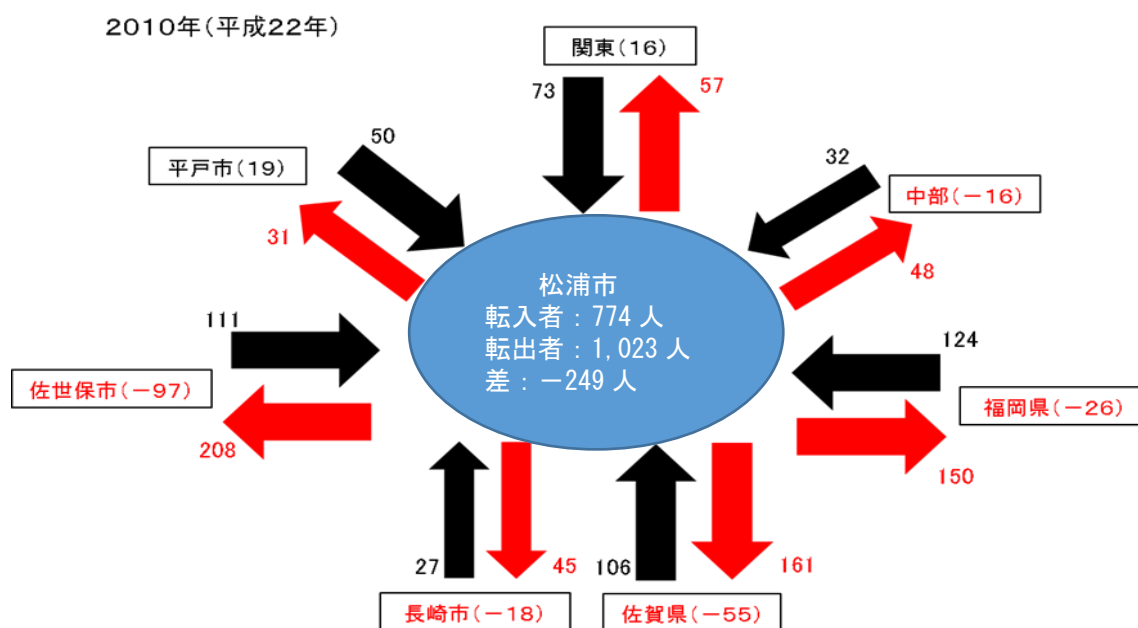 2010年(平成22年)
関東(16)
73
57
50
平戸市(19)
31
32
中部(－16)
48
松浦市
転入者：774 人
転出者：1,023 人
差：－249 人
111
佐世保市(－97)
208
124
福岡県(－26)
150
27
45
長崎市(－18)
106
161
佐賀県(－55)